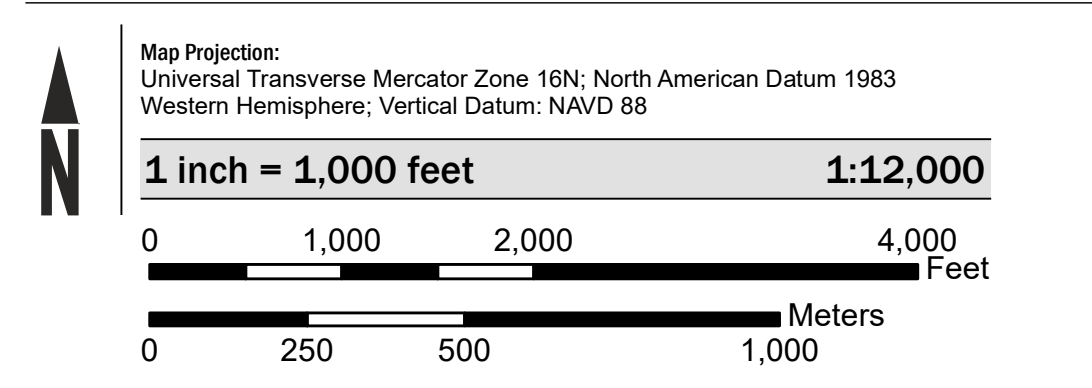 Map Projection:
Universal Transverse Mercator Zone 16N; North American Datum 1983
Western Hemisphere; Vertical Datum: NAVD 88
N
1 inch = 1,000 feet 1:12,000
0 1,000 2,000 4,000
Feet
Meters
0 250 500 1,000